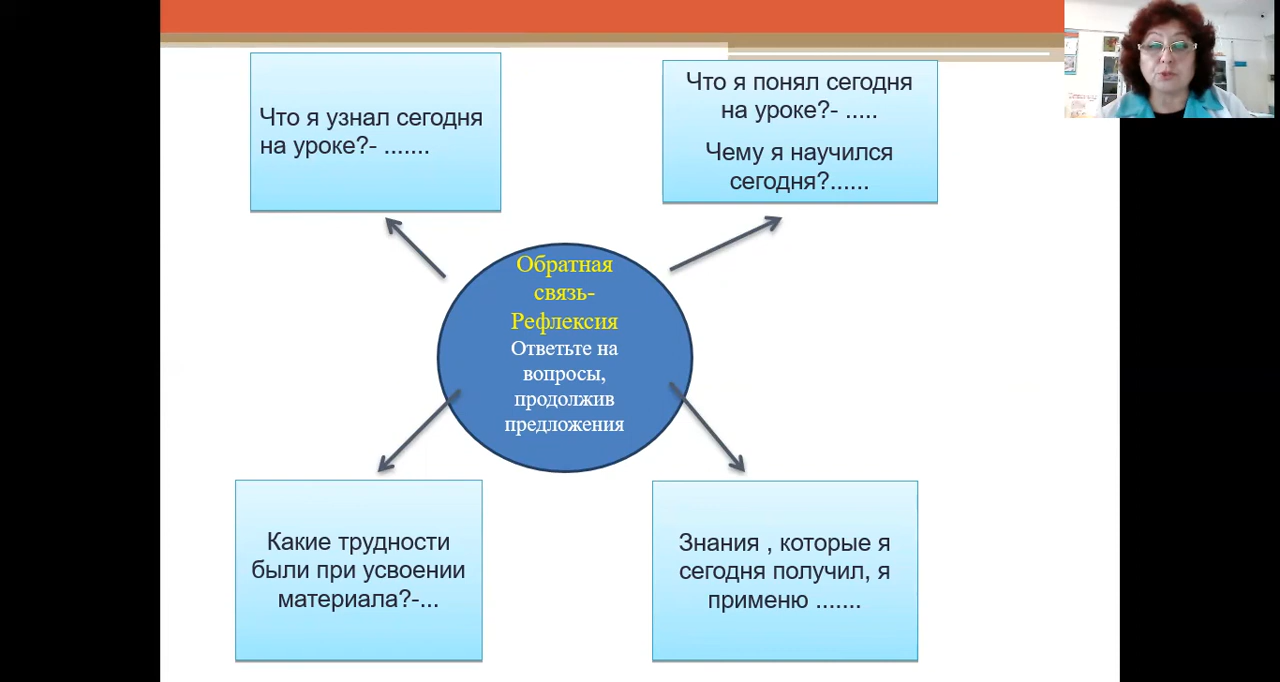 Что я узнал сегодня
на уроке?- .......
Что я понял сегодня
на уроке?- .....
Чему я научился
сегодня?......
Обратная
связь-
Рефлексия
Ответьте на
вопросы,
продолжив
предложения
Какие трудности
были при усвоении
материала?-...
Знания , которые я
сегодня получил, я
применю .......